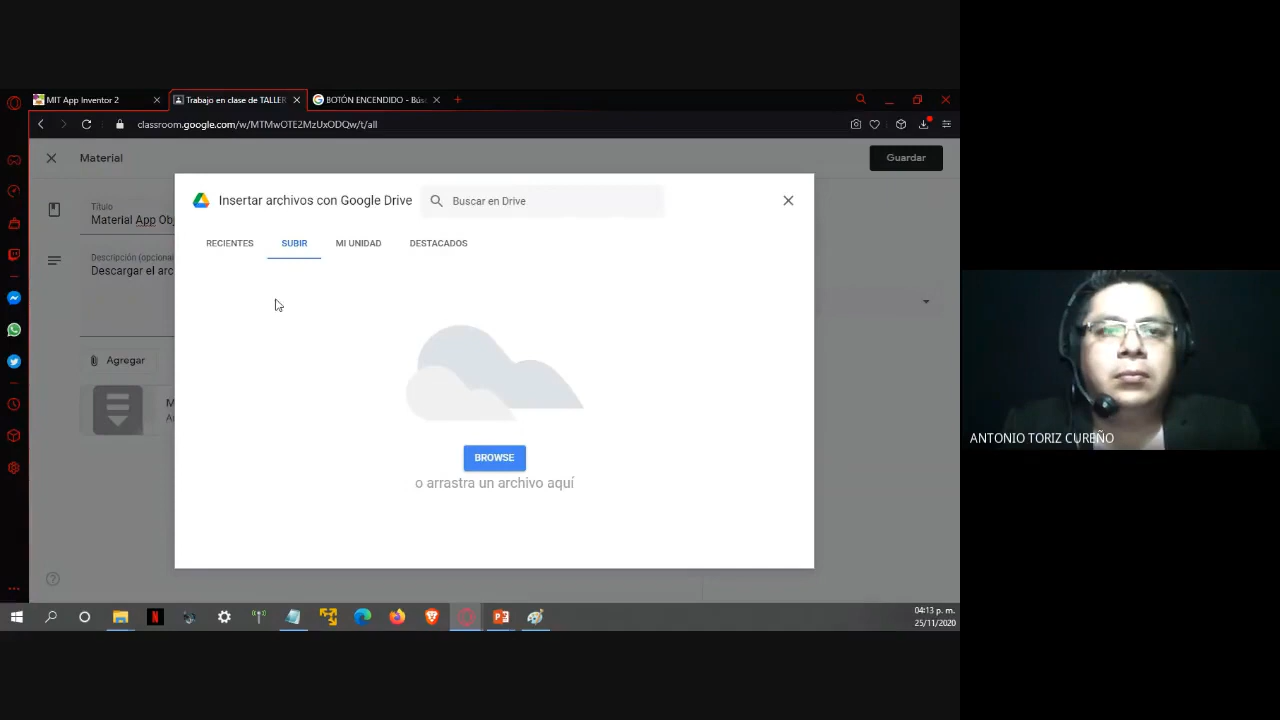 MIT App Inventor 2
Trabajo en clase de TALLER
BOTÓN ENCENDIDO - Bús
classroom.google.com/w/MTMwOTE2MzUxODQw/t/all
Material
Guardar
Título
Material App Obj
Descripción (opcional
Descargar el arc
Agregar
M
Insertar archivos con Google Drive
Buscar en Drive
RECIENTES
SUBIR
MI UNIDAD
DESTACADOS
BROWSE
o arrastra un archivo aquí
ANTONIO TORIZ CUREÑO
04:13 p. m.
25/11/2020